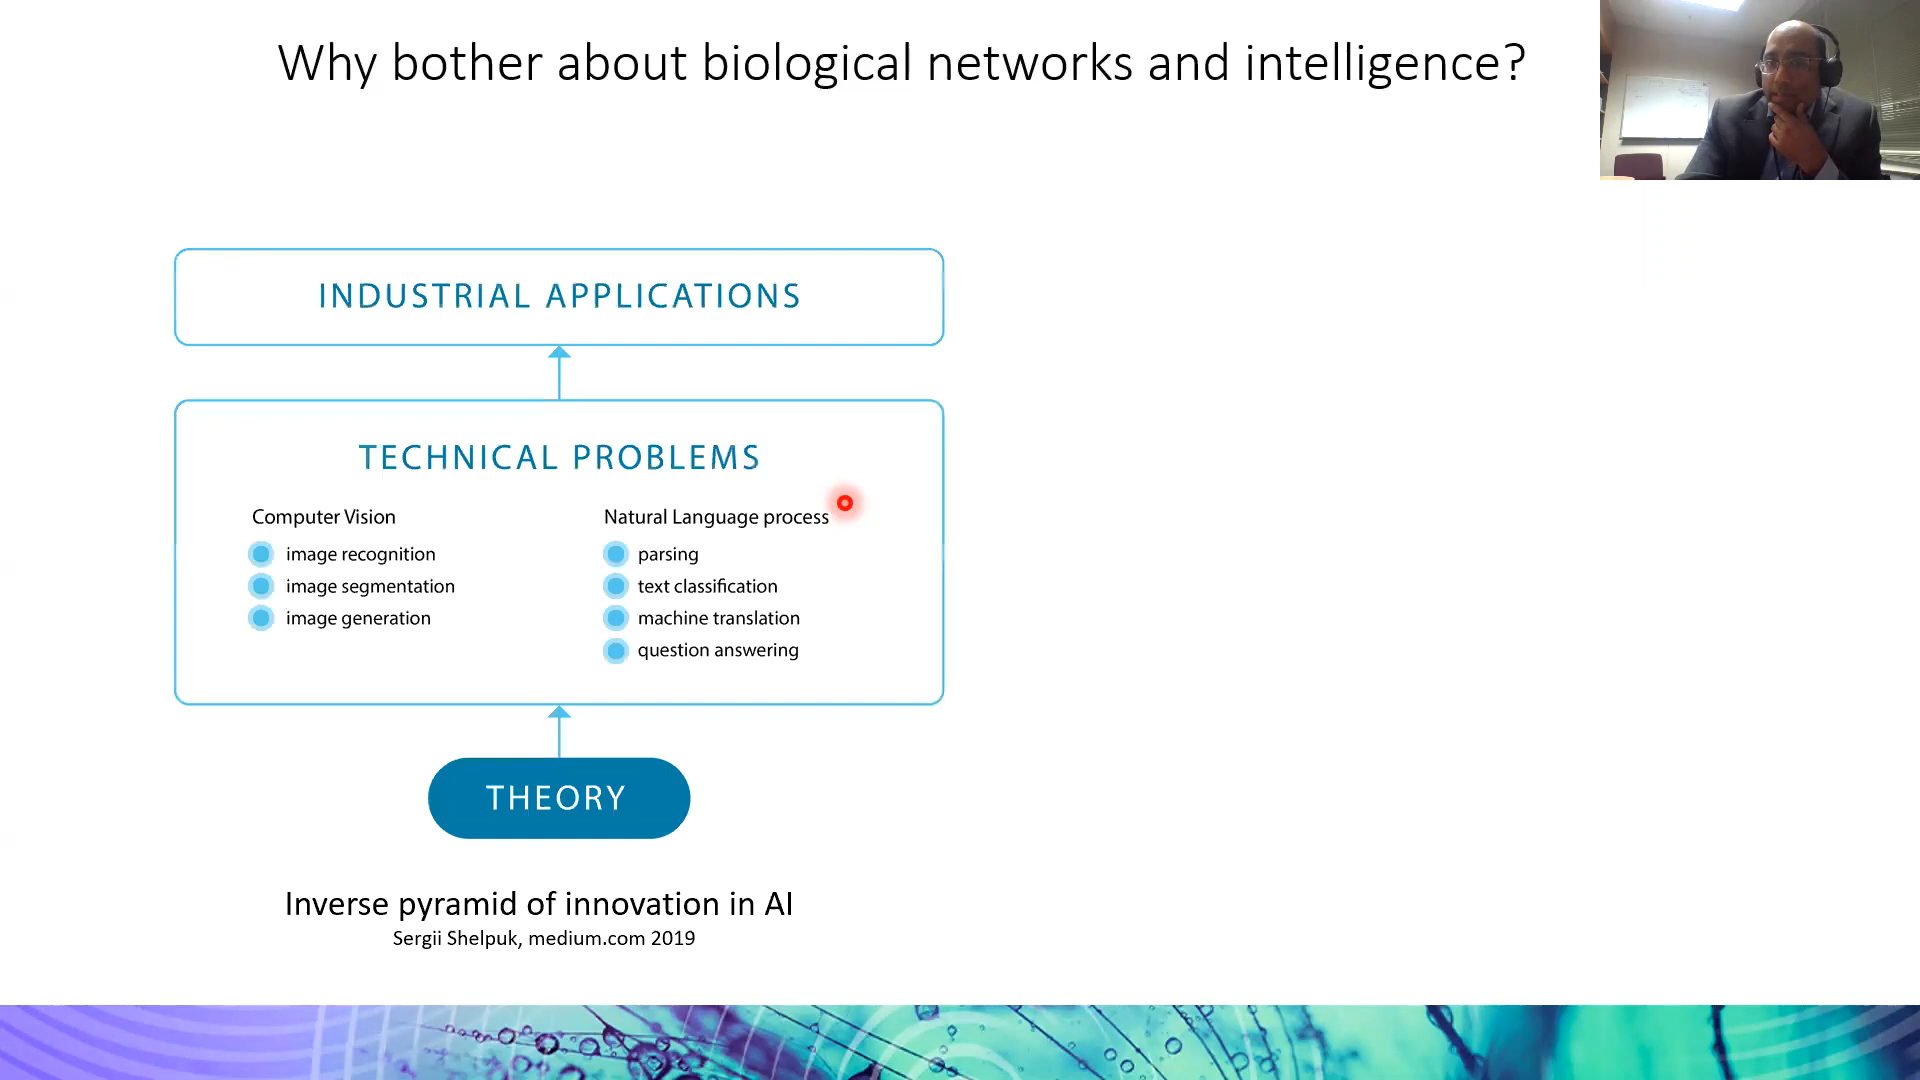 Why bother about biological networks and intelligence?
INDUSTRIAL APPLICATIONS
TECHNICAL PROBLEMS
Computer Vision
image recognition
image segmentation
image generation
Natural Language process
parsing
text classification
machine translation
question answering
THEORY
Inverse pyramid of innovation in AI
Sergii Shelpuk, medium.com 2019